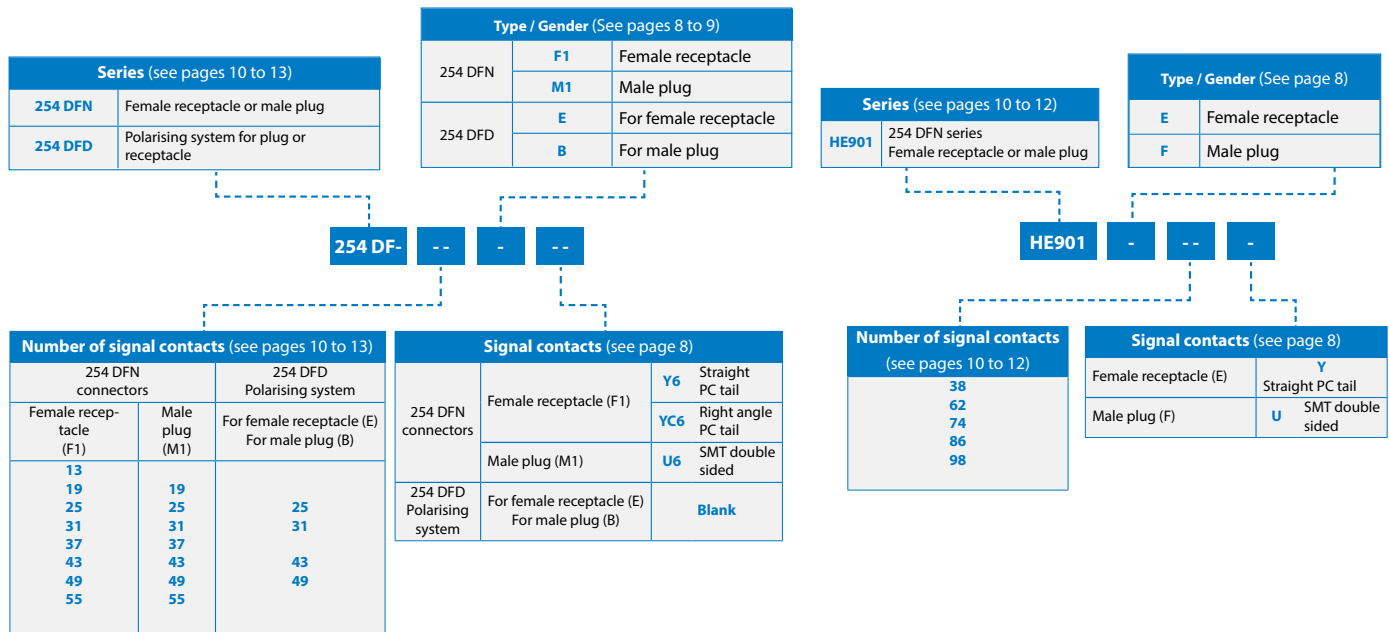 Series (see pages 10 to 13)
254 DFN Female receptacle or male plug
254 DFD Polarising system for plug or
receptacle
Type / Gender (See pages 8 to 9)
254 DFN F1 Female receptacle
M1 Male plug
254 DFD E For female receptacle
B For male plug
254 DF- - - - - -
Number of signal contacts (see pages 10 to 13)
254 DFN
connectors
254 DFD
Polarising system
Female recep-
tacle
(F1)
Male
plug
(M1)
For female receptacle (E)
For male plug (B)
13
19 19
25 25 25
31 31 31
37 37
43 43 43
49 49 49
55 55
Signal contacts (see page 8)
254 DFN
connectors
Female receptacle (F1)
Y6 Straight
PC tail
YC6 Right angle
PC tail
Male plug (M1)
U6 SMT double
sided
254 DFD
Polarising
system
For female receptacle (E)
For male plug (B)
Blank
Series (see pages 10 to 12)
HE901 254 DFN series
Female receptacle or male plug
Type / Gender (See page 8)
E Female receptacle
F Male plug
HE901 - - - -
Number of signal contacts
(see pages 10 to 12)
38
62
74
86
98
Signal contacts (see page 8)
Female receptacle (E)
Y
Straight PC tail
Male plug (F)
U SMT double
sided